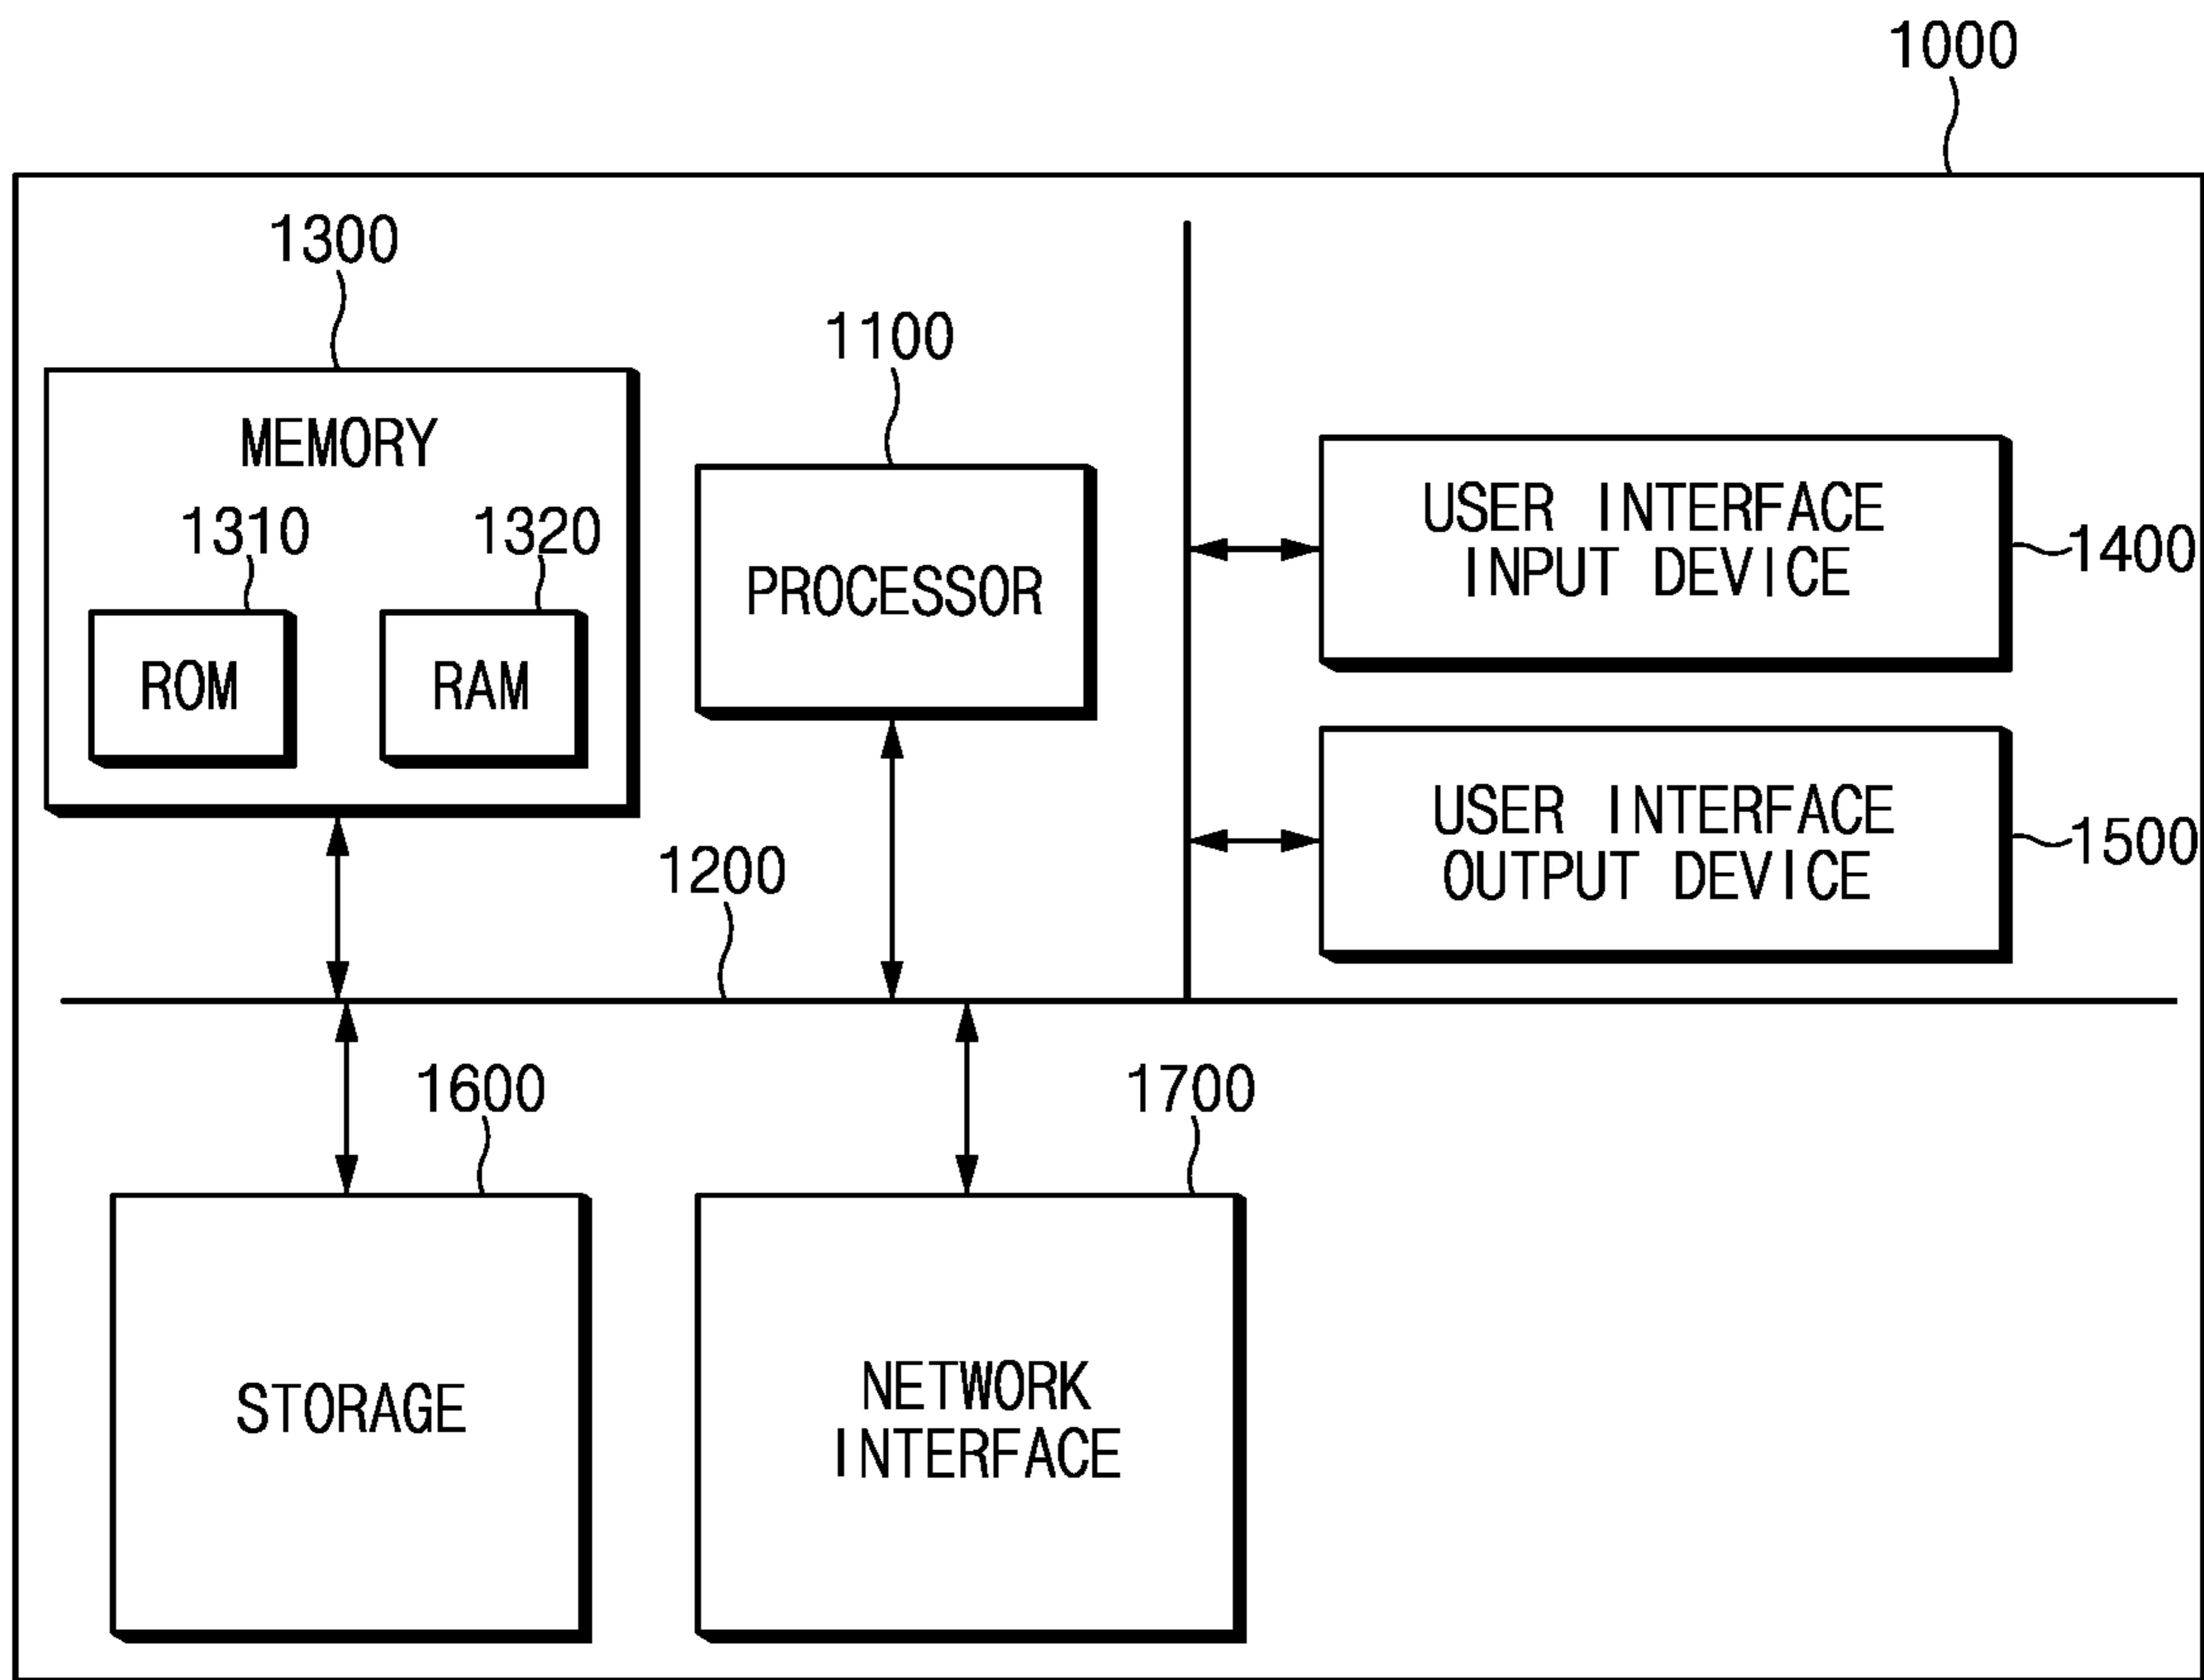 1000
1300
1100
MEMORY
1310
1320
ROM
RAM
PROCESSOR
USER INTERFACE
INPUT DEVICE
1400
USER INTERFACE
OUTPUT DEVICE
1500
1200
1600
1700
STORAGE
NETWORK
INTERFACE